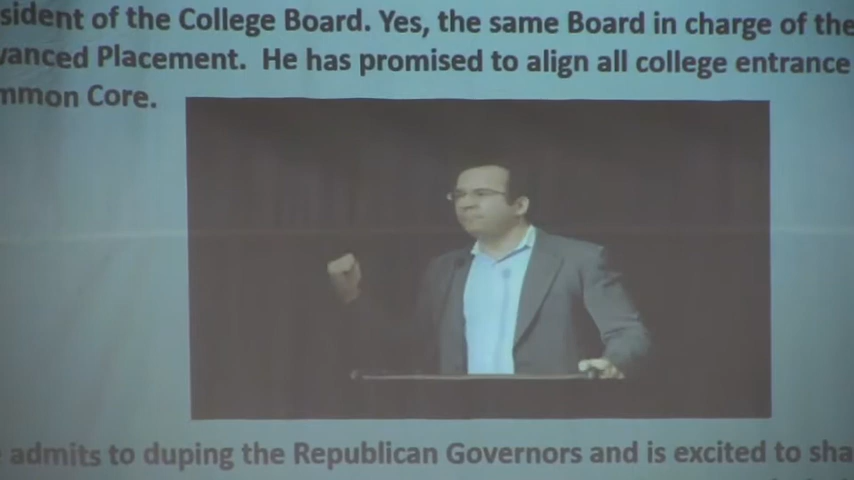 sident of the College Board. Yes, the same Board in charge of the
vanced Placement. He has promised to align all college entrance
mmon Core.
admits to duping the Republican Governors and is excited to sha